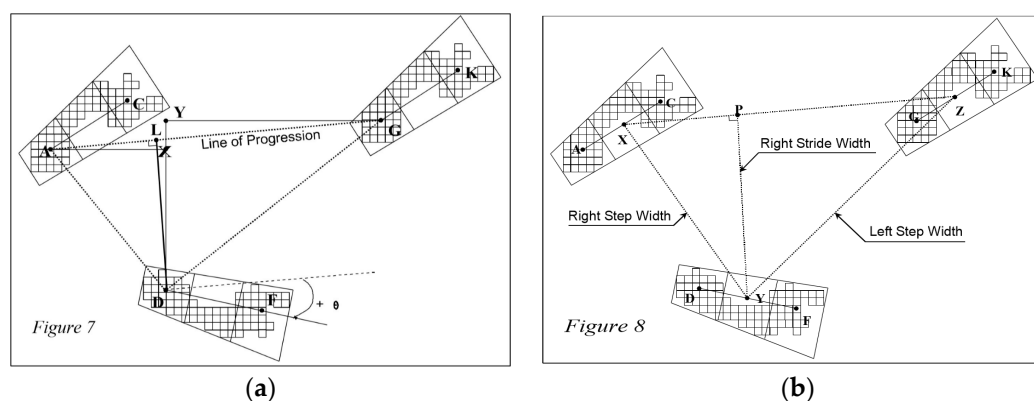 C
K
Y
L
G
Line of Progression
A
X
D
F
+ θ
Figure 7
(a)
K
C
P
Z
G
X
Right Stride Width
A
Right Step Width
Left Step Width
D
Y
F
Figure 8
(b)